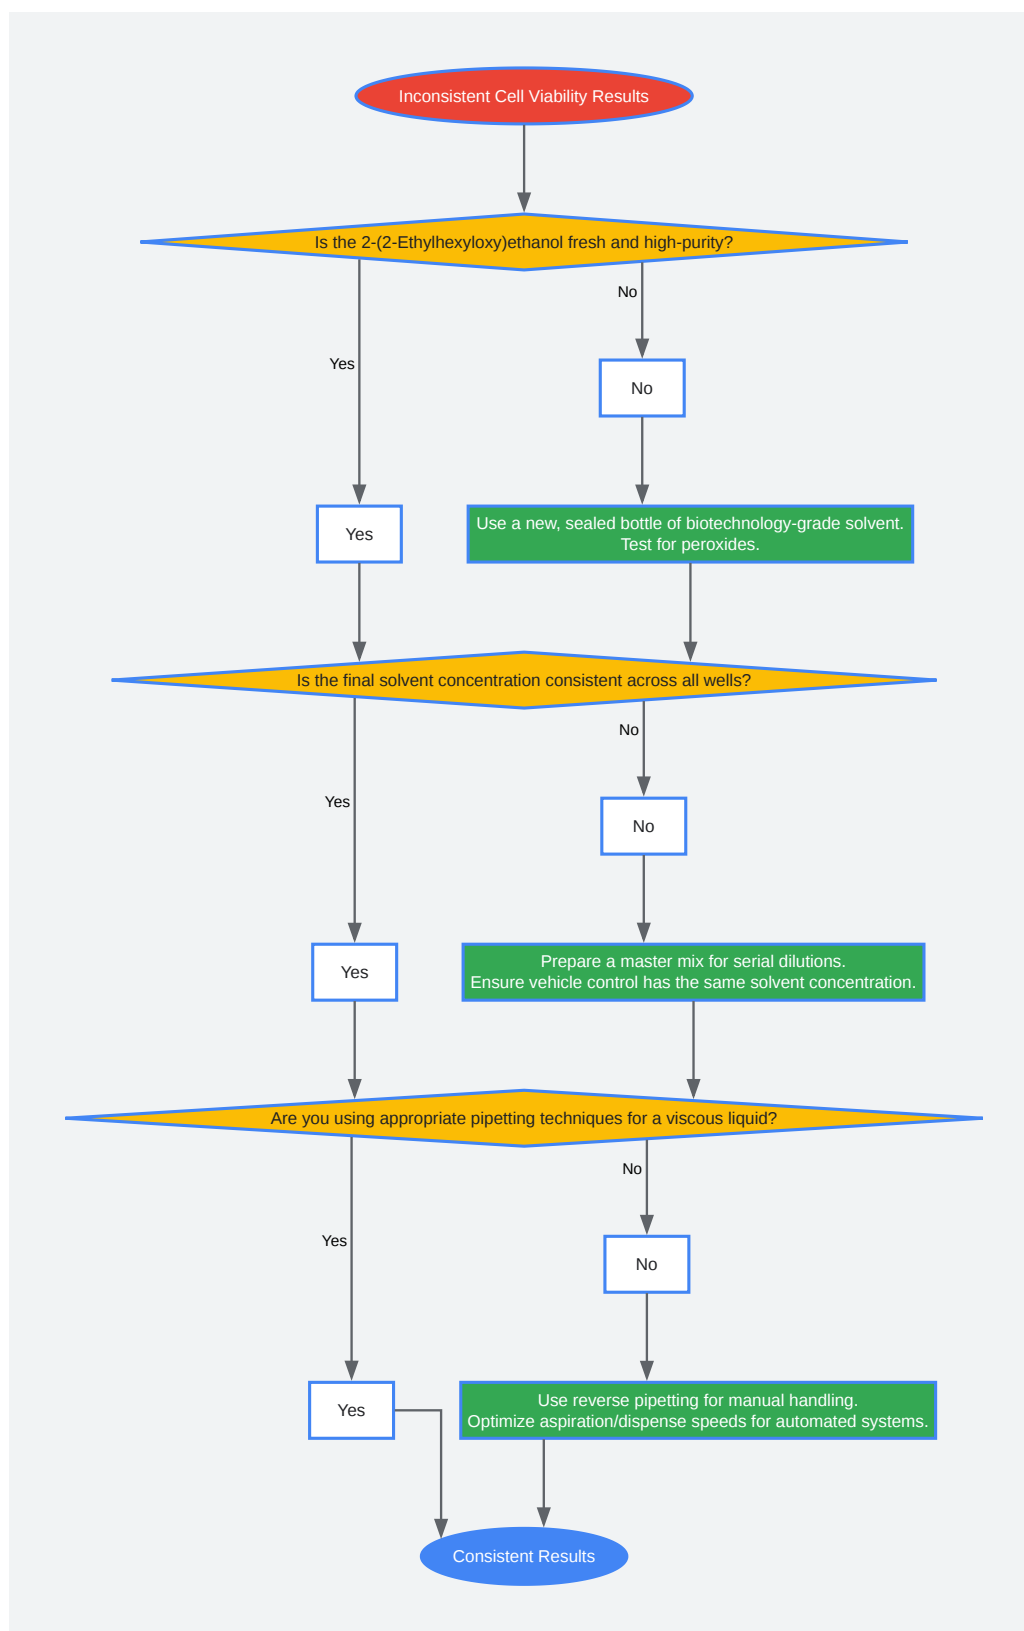 Inconsistent Cell Viability Results
Is the 2-(2-Ethylhexyloxy)ethanol fresh and high-purity?
No
Yes
No
Yes
Use a new, sealed bottle of biotechnology-grade solvent.
Test for peroxides.
Is the final solvent concentration consistent across all wells?
No
Yes
No
Yes
Prepare a master mix for serial dilutions.
Ensure vehicle control has the same solvent concentration.
Are you using appropriate pipetting techniques for a viscous liquid?
No
Yes
No
Yes
Use reverse pipetting for manual handling.
Optimize aspiration/dispense speeds for automated systems.
Consistent Results